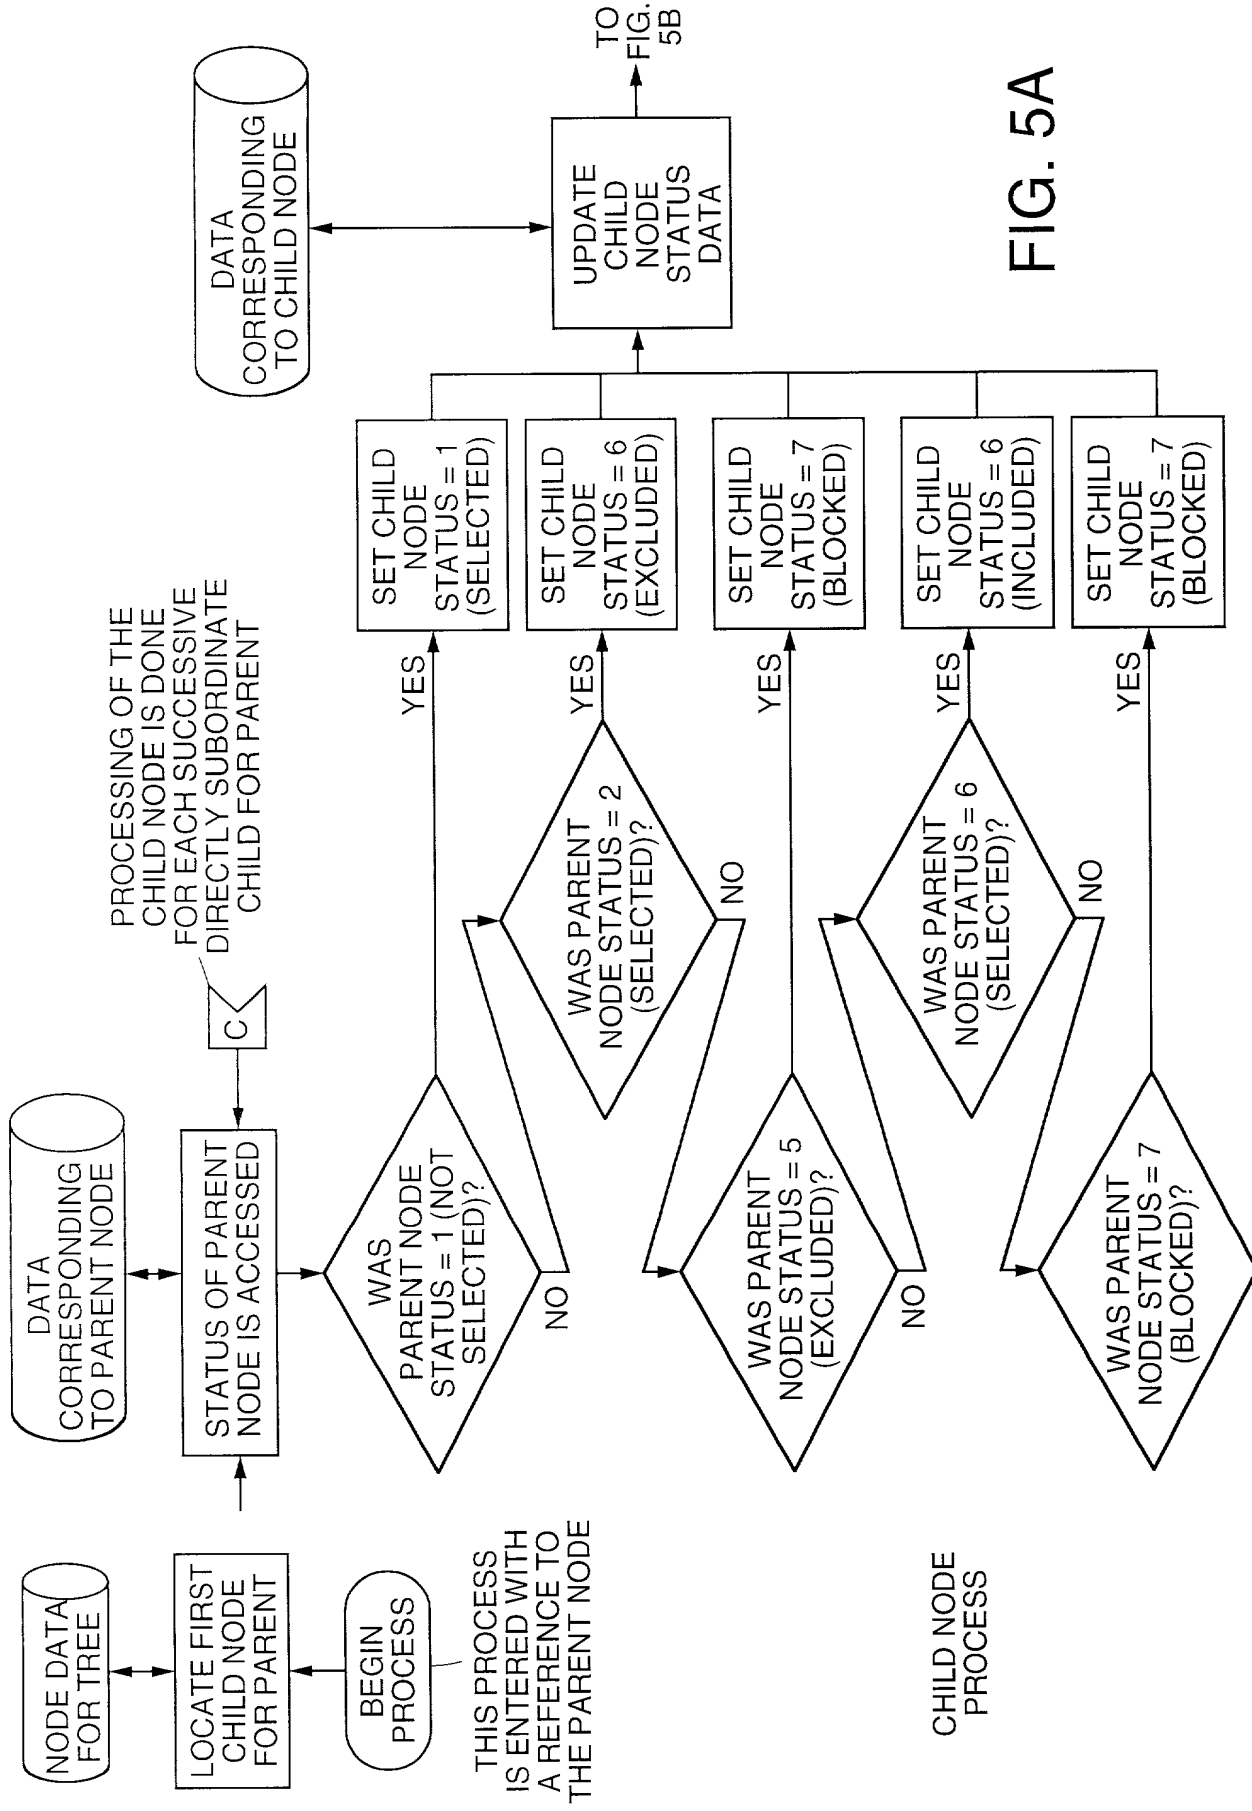 NODE DATA
FOR TREE
LOCATE FIRST
CHILD NODE
FOR PARENT
BEGIN
PROCESS
THIS PROCESS
IS ENTERED WITH
A REFERENCE TO
THE PARENT NODE
CHILD NODE
PROCESS
DATA
CORRESPONDING
TO PARENT NODE
STATUS OF PARENT
NODE IS ACCESSED
C
PROCESSING OF THE
CHILD NODE IS DONE
FOR EACH SUCCESSIVE
DIRECTLY SUBORDINATE
CHILD FOR PARENT
WAS
PARENT NODE
STATUS = 1 (NOT
SELECTED)?
NO
YES
SET CHILD
NODE
STATUS = 1
(SELECTED)
WAS PARENT
NODE STATUS = 2
(SELECTED)?
NO
YES
SET CHILD
NODE
STATUS = 6
(EXCLUDED)
WAS PARENT
NODE STATUS = 5
(EXCLUDED)?
NO
YES
SET CHILD
NODE
STATUS = 7
(BLOCKED)
WAS PARENT
NODE STATUS = 6
(SELECTED)?
NO
YES
SET CHILD
NODE
STATUS = 6
(INCLUDED)
WAS PARENT
NODE STATUS = 7
(BLOCKED)?
YES
SET CHILD
NODE
STATUS = 7
(BLOCKED)
DATA
CORRESPONDING
TO CHILD NODE
UPDATE
CHILD
NODE
STATUS
DATA
TO
FIG.
5B
FIG. 5A